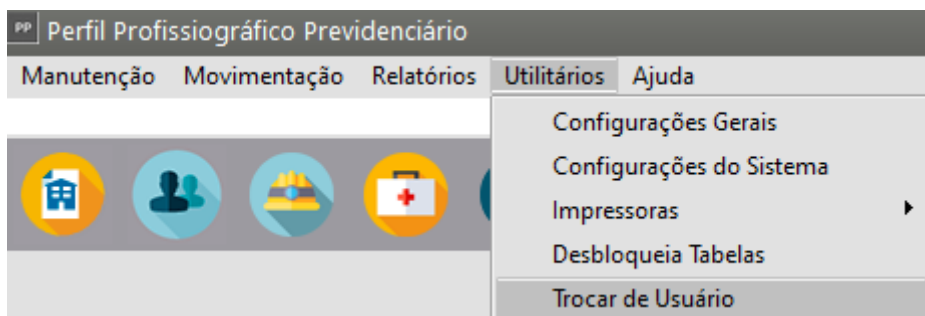 PP Perfil Profissiográfico Previdenciário
Manutenção Movimentação Relatórios Utilitários Ajuda
Configurações Gerais
Configurações do Sistema
Impressoras
Desbloqueia Tabelas
Trocar de Usuário